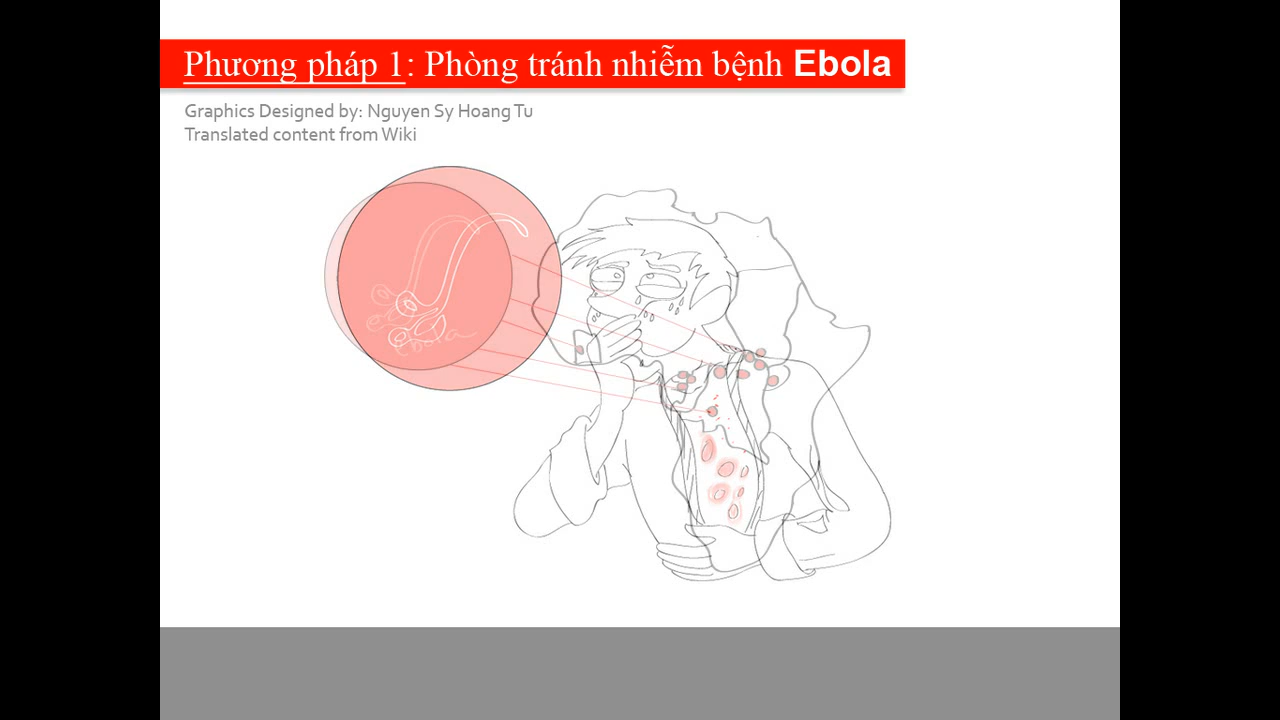 Phương pháp 1: Phòng tránh nhiễm bệnh Ebola
Graphics Designed by: Nguyen Sy Hoang Tu
Translated content from Wiki
Ebola